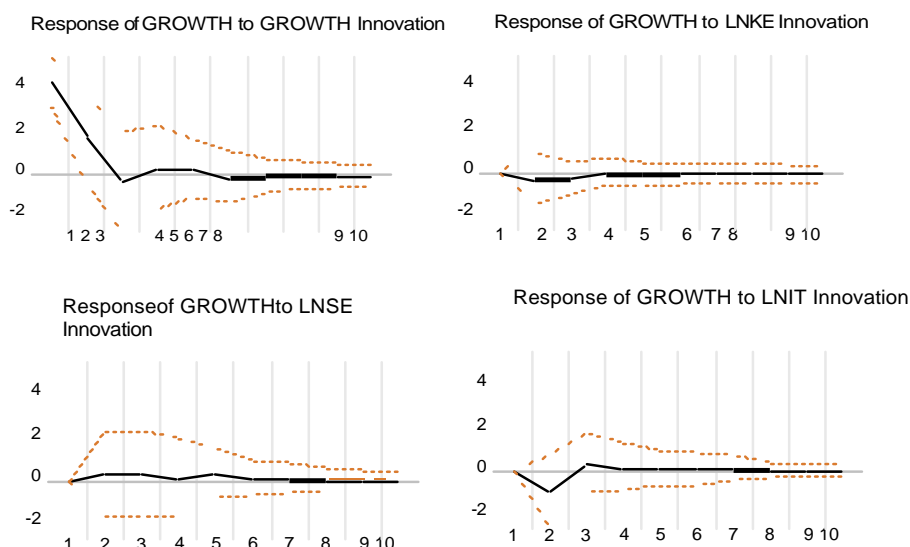 Response of GROWTH to GROWTH Innovation
4
2
0
-2
1 2 3 4 5 6 7 8 9 10
Response of GROWTH to LNKE Innovation
4
2
0
-2
1 2 3 4 5 6 7 8 9 10
Responseof GROWTHto LNSE
Innovation
4
2
0
-2
1 2 3 4 5 6 7 8 9 10
Response of GROWTH to LNIT Innovation
4
2
0
-2
1 2 3 4 5 6 7 8 9 10